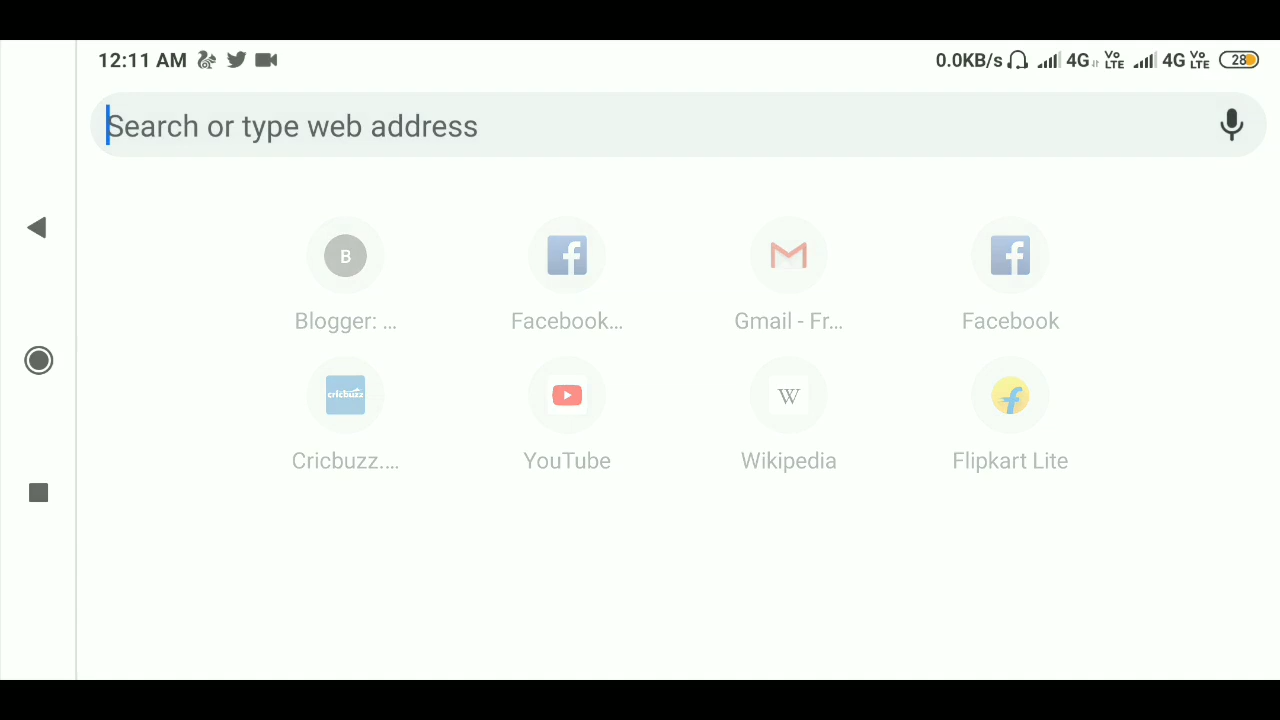 12:11 AM 0.0KB/s 4G Vo LTE 4G Vo LTE 28
Search or type web address
B
Blogger: ... Facebook... Gmail - Fr... Facebook
cricbuzz W
Cricbuzz.... YouTube Wikipedia Flipkart Lite